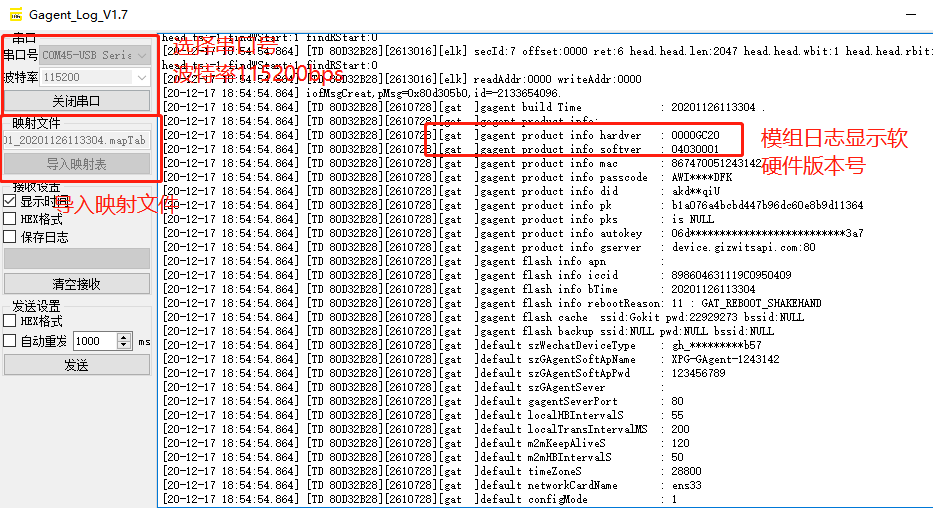 Gagent_Log_V1.7
串口
串口号 COM45-USB Seris
波特率 115200
关闭串口
映射文件
01_20201126113304.mapTab
导入映射表
接收设置
显示时间
HEX格式
保存日志
清空接收
发送设置
HEX格式
自动重发 1000 ms
发送
选择串口号
波特率115200bps
导入映射文件
模组日志显示软
硬件版本号
head.ts:-1 findWStart:1 findRStart:0
[20-12-17 18:54:54.864] [TD 80D32B28][2613016][elk] secId:7 offset:0000 ret:6 head.head.len:2047 head.head.wbit:1 head.head.rbit:
head.ts:-1 findWStart:1 findRStart:0
[20-12-17 18:54:54.864] [TD 80D32B28][2613016][elk] readAddr:0000 writeAddr:0000
[20-12-17 18:54:54.864] iofMsgCreat,pMsg=0x80d305b0,id=-2133654096.
[20-12-17 18:54:54.864] [TD 80D32B28][2610728][gat ]gagent build Time : 20201126113304 .
[20-12-17 18:54:54.864] [TD 80D32B28][2610728][gat ]gagent product info:
[20-12-17 18:54:54.864] [TD 80D32B28][2610728][gat ]gagent product info hardver : 0000GC20
[20-12-17 18:54:54.864] [TD 80D32B28][2610728][gat ]gagent product info softver : 04030001
[20-12-17 18:54:54.864] [TD 80D32B28][2610728][gat ]gagent product info mac : 867470051243142
[20-12-17 18:54:54.864] [TD 80D32B28][2610728][gat ]gagent product info passcode : AWI****DFK
[20-12-17 18:54:54.864] [TD 80D32B28][2610728][gat ]gagent product info did : akd**qiU
[20-12-17 18:54:54.864] [TD 80D32B28][2610728][gat ]gagent product info pk : b1a076a4bcbd447b96dc60e8b9d11364
[20-12-17 18:54:54.864] [TD 80D32B28][2610728][gat ]gagent product info pks : is NULL
[20-12-17 18:54:54.864] [TD 80D32B28][2610728][gat ]gagent product info autokey : 06d**************************3a7
[20-12-17 18:54:54.864] [TD 80D32B28][2610728][gat ]gagent product info gserver : device.gizwitsapi.com:80
[20-12-17 18:54:54.864] [TD 80D32B28][2610728][gat ]gagent flash info apn :
[20-12-17 18:54:54.864] [TD 80D32B28][2610728][gat ]gagent flash info iccid : 898604631119C0950409
[20-12-17 18:54:54.864] [TD 80D32B28][2610728][gat ]gagent flash info bTime : 20201126113304
[20-12-17 18:54:54.864] [TD 80D32B28][2610728][gat ]gagent flash info rebootReason: 11 : GAT_REBOOT_SHAKEHAND
[20-12-17 18:54:54.864] [TD 80D32B28][2610728][gat ]gagent flash cache ssid:Gokit pwd:22929273 bssid:NULL
[20-12-17 18:54:54.864] [TD 80D32B28][2610728][gat ]gagent flash backup ssid:NULL pwd:NULL bssid:NULL
[20-12-17 18:54:54.864] [TD 80D32B28][2610728][gat ]default szWechatDeviceType : gh_*********b57
[20-12-17 18:54:54.864] [TD 80D32B28][2610728][gat ]default szGAgentSoftApName : XPG-GAgent-1243142
[20-12-17 18:54:54.864] [TD 80D32B28][2610728][gat ]default szGAgentSoftApPwd : 123456789
[20-12-17 18:54:54.864] [TD 80D32B28][2610728][gat ]default szGAgentSever :
[20-12-17 18:54:54.864] [TD 80D32B28][2610728][gat ]default gagentSeverPort : 80
[20-12-17 18:54:54.864] [TD 80D32B28][2610728][gat ]default localHBIntervalS : 55
[20-12-17 18:54:54.864] [TD 80D32B28][2610728][gat ]default localTransIntervalMS : 200
[20-12-17 18:54:54.864] [TD 80D32B28][2610728][gat ]default m2mKeepAliveS : 120
[20-12-17 18:54:54.864] [TD 80D32B28][2610728][gat ]default m2mHBIntervalS : 50
[20-12-17 18:54:54.864] [TD 80D32B28][2610728][gat ]default timeZoneS : 28800
[20-12-17 18:54:54.864] [TD 80D32B28][2610728][gat ]default networkCardName : ens33
[20-12-17 18:54:54.864] [TD 80D32B28][2610728][gat ]default configMode : 1